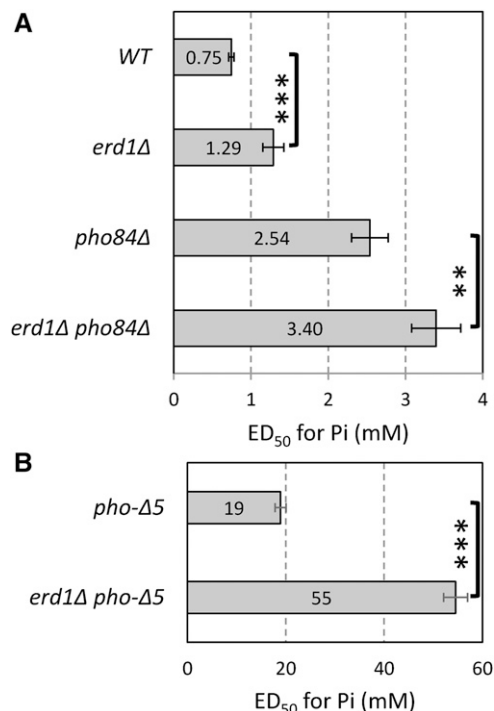 A
WT
0.75
***
erd1Δ
1.29
pho84Δ
2.54
**
erd1Δ pho84Δ
3.40
0 1 2 3 4
ED₅₀ for Pi (mM)
B
pho-Δ5
19
***
erd1Δ pho-Δ5
55
0 20 40 60
ED₅₀ for Pi (mM)